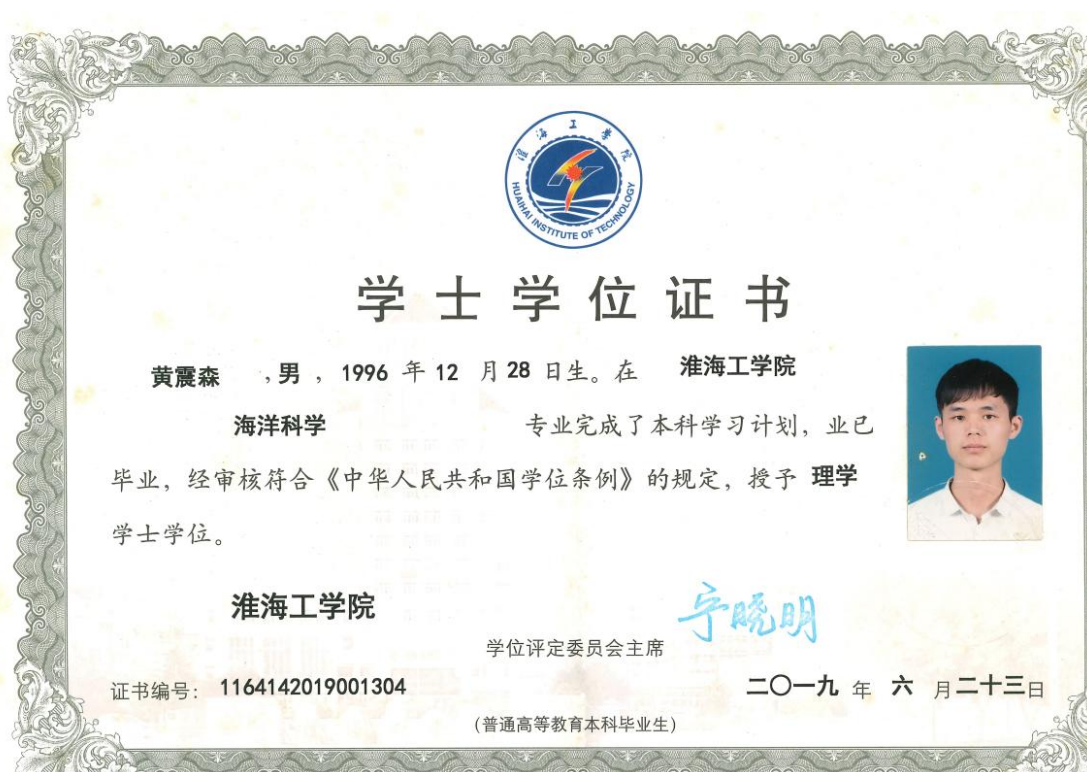 淮海工学院
HUAIHAI INSTITUTE OF TECHNOLOGY
学士学位证书
黄震森 ,男, 1996 年 12 月 28 日生。在 淮海工学院
海洋科学 专业完成了本科学习计划，业已
毕业，经审核符合《中华人民共和国学位条例》的规定，授予 理学
学士学位。
淮海工学院
宁晓明
学位评定委员会主席
证书编号： 1164142019001304
二〇一九 年 六 月二十三日
(普通高等教育本科毕业生)